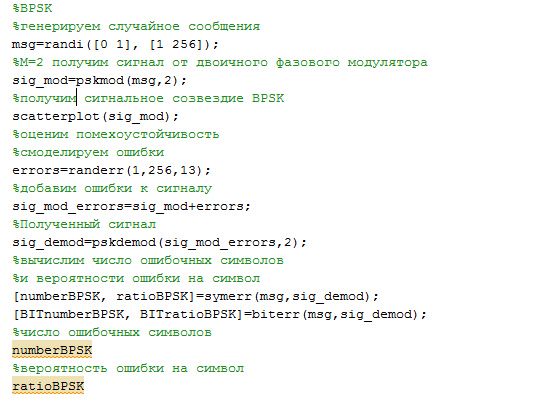 %BPSK
%генерируем случайное сообщения
msg=randi([0 1], [1 256]);
%M=2 получим сигнал от двоичного фазового модулятора
sig_mod=pskmod(msg,2);
%получим сигнальное созвездие BPSK
scatterplot(sig_mod);
%оценим помехоустойчивость
%смоделируем ошибки
errors=randerr(1,256,13);
%добавим ошибки к сигналу
sig_mod_errors=sig_mod+errors;
%Полученный сигнал
sig_demod=pskdemod(sig_mod_errors,2);
%вычислим число ошибочных символов
%и вероятности ошибки на символ
[numberBPSK, ratioBPSK]=symerr(msg,sig_demod);
[BITnumberBPSK, BITratioBPSK]=biterr(msg,sig_demod);
%число ошибочных символов
numberBPSK
%вероятность ошибки на символ
ratioBPSK